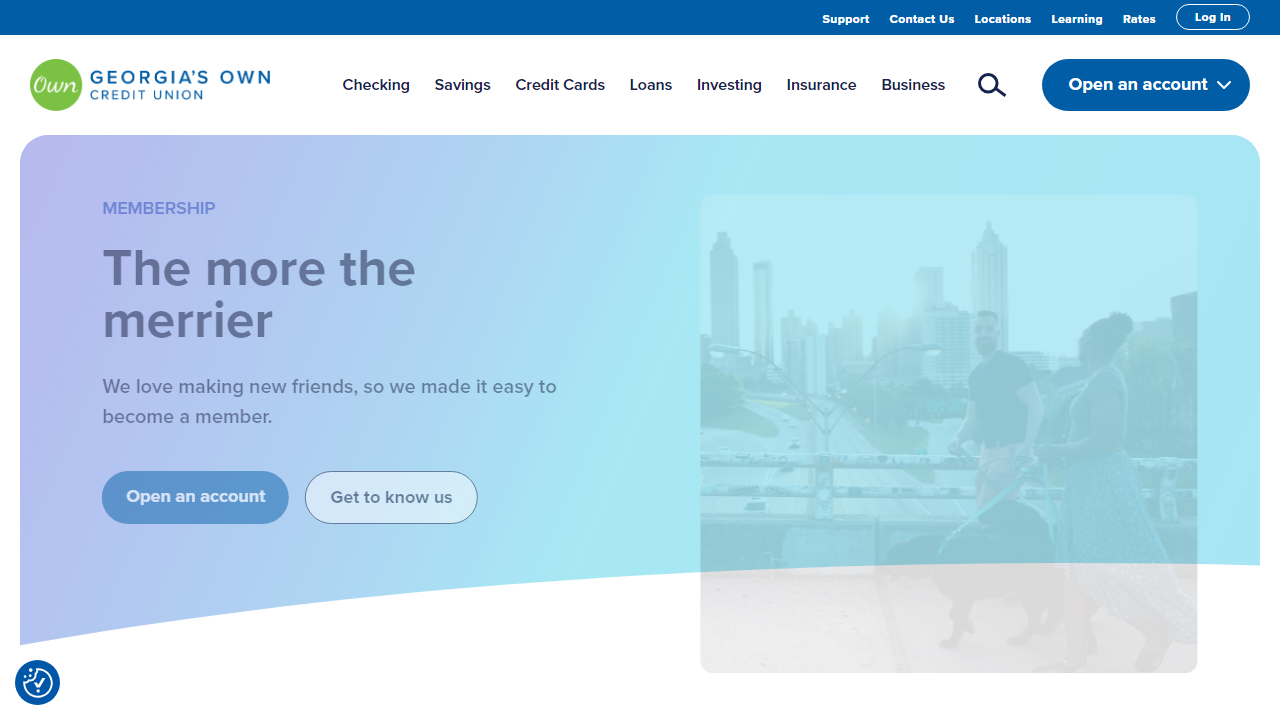 Support Contact Us Locations Learning Rates Log In
Own GEORGIA'S OWN
CREDIT UNION
Checking Savings Credit Cards Loans Investing Insurance Business Open an account
MEMBERSHIP
The more the
merrier
We love making new friends, so we made it easy to
become a member.
Open an account Get to know us